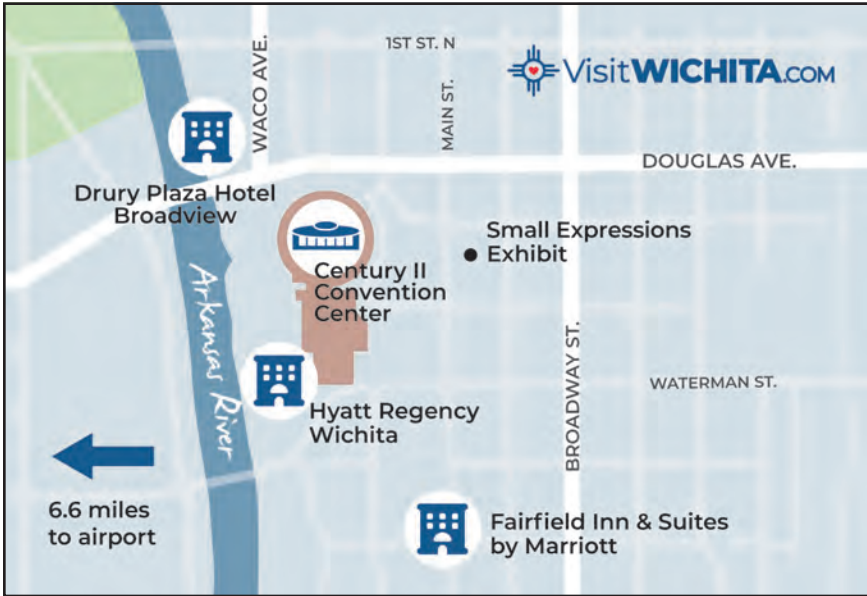 WACO AVE.
1ST ST. N
MAIN ST.
VisitWICHITA.COM
DOUGLAS AVE.
Drury Plaza Hotel
Broadview
Small Expressions
Exhibit
Century II
Convention
Center
Arkansas River
BROADWAY ST.
WATERMAN ST.
Hyatt Regency
Wichita
6.6 miles
to airport
Fairfield Inn & Suites
by Marriott